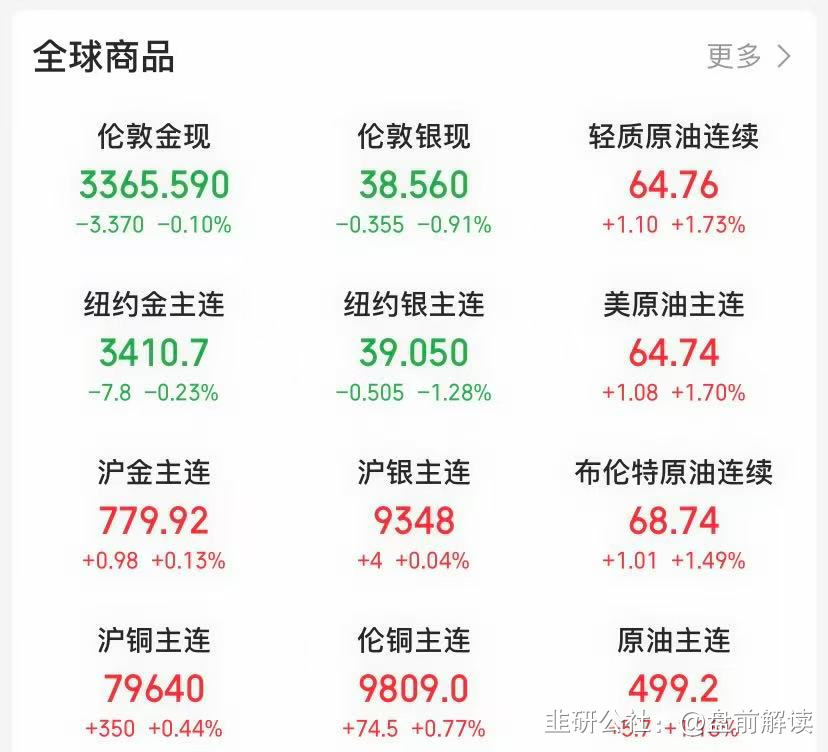 全球商品
更多 >
伦敦金现 伦敦银现 轻质原油连续
3365.590 38.560 64.76
-3.370 -0.10% -0.355 -0.91% +1.10 +1.73%
纽约金主连 纽约银主连 美原油主连
3410.7 39.050 64.74
-7.8 -0.23% -0.505 -1.28% +1.08 +1.70%
沪金主连 沪银主连 布伦特原油连续
779.92 9348 68.74
+0.98 +0.13% +4 +0.04% +1.01 +1.49%
沪铜主连 伦铜主连 原油主连
79640 9809.0 499.2
+350 +0.44% +74.5 +0.77% +5.7
韭研公社：@盘前解读